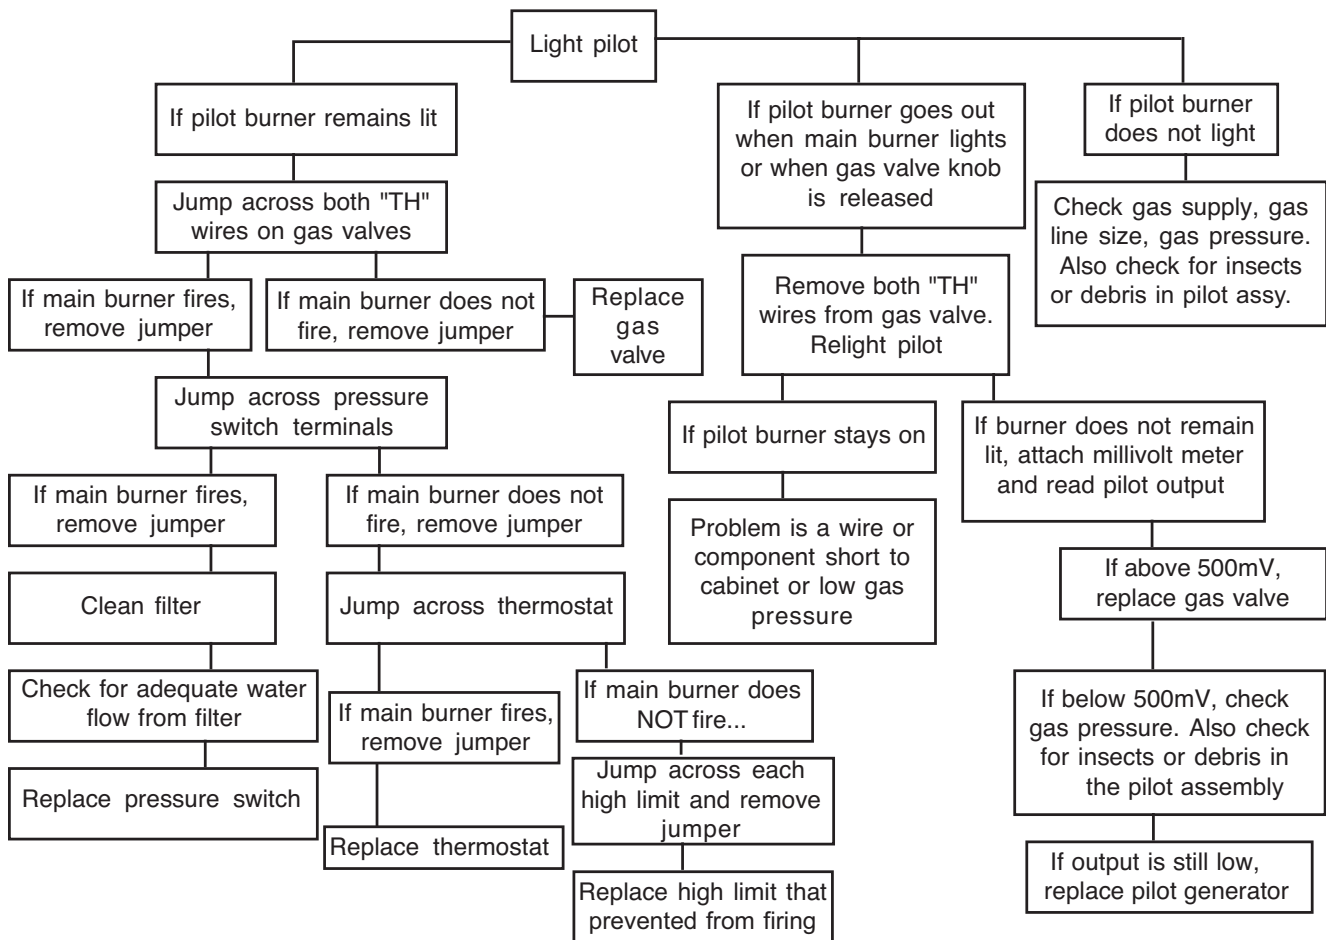 Light pilot
If pilot burner remains lit
Jump across both "TH"
wires on gas valves
If main burner fires,
remove jumper
If main burner does not
fire, remove jumper
Replace
gas
valve
Jump across pressure
switch terminals
If main burner fires,
remove jumper
If main burner does not
fire, remove jumper
Clean filter
Jump across thermostat
Check for adequate water
flow from filter
If main burner fires,
remove jumper
If main burner does
NOT fire...
Replace pressure switch
Replace thermostat
Jump across each
high limit and remove
jumper
Replace high limit that
prevented from firing
If pilot burner goes out
when main burner lights
or when gas valve knob
is released
Remove both "TH"
wires from gas valve.
Relight pilot
If pilot burner stays on
Problem is a wire or
component short to
cabinet or low gas
pressure
If burner does not remain
lit, attach millivolt meter
and read pilot output
If above 500mV,
replace gas valve
If below 500mV, check
gas pressure. Also check
for insects or debris in
the pilot assembly
If output is still low,
replace pilot generator
If pilot burner
does not light
Check gas supply, gas
line size, gas pressure.
Also check for insects
or debris in pilot assy.